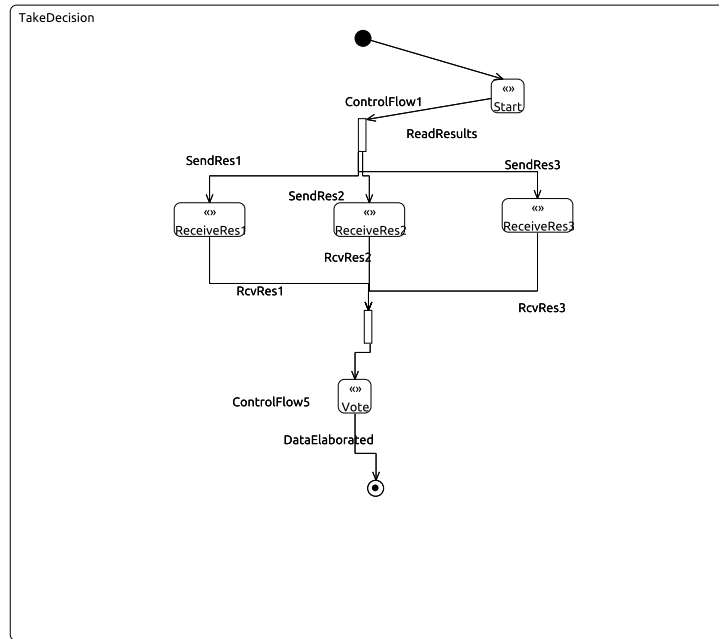 TakeDecision
«»
Start
ControlFlow1
ReadResults
SendRes1
SendRes3
SendRes2
«»
ReceiveRes1
«»
ReceiveRes2
«»
ReceiveRes3
RcvRes2
RcvRes1
RcvRes3
«»
Vote
ControlFlow5
DataElaborated